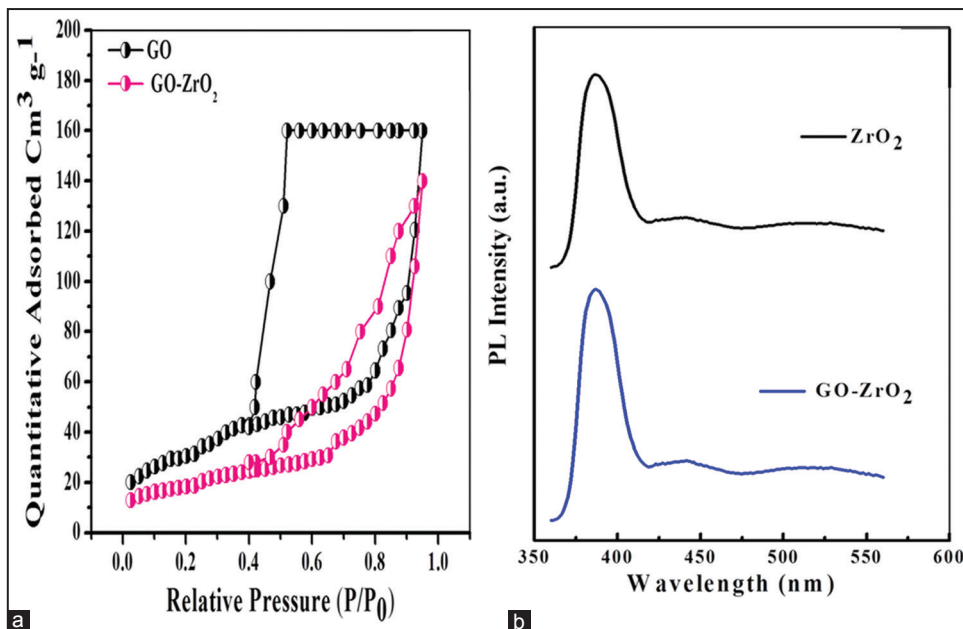 Quantitative Adsorbed Cm³ g-1
200
180
160
140
120
100
80
60
40
20
0
GO
GO-ZrO₂
0.0 0.2 0.4 0.6 0.8 1.0
Relative Pressure (P/P₀)
a
PL Intensity (a.u.)
ZrO₂
GO-ZrO₂
350 400 450 500 550 600
Wavelength (nm)
b